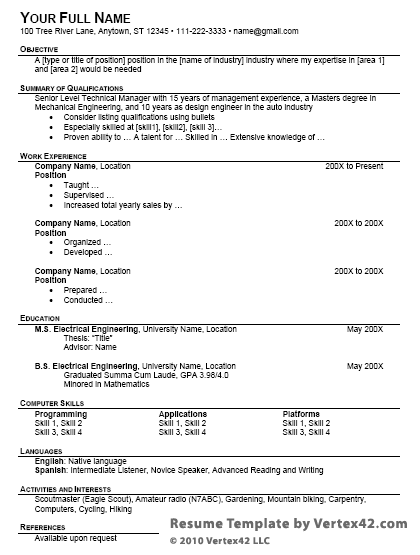 YOUR FULL NAME
100 Tree River Lane, Anytown, ST 12345 • 111-222-3333 • name@gmail.com
OBJECTIVE
A [type or title of position] position in the [name of industry] industry where my expertise in [area 1]
and [area 2] would be needed
SUMMARY OF QUALIFICATIONS
Senior Level Technical Manager with 15 years of management experience, a Masters degree in
Mechanical Engineering, and 10 years as design engineer in the auto industry
• Consider listing qualifications using bullets
• Especially skilled at [skill1], [skill2], [skill 3]…
• Proven ability to … A talent for … Skilled in … Extensive knowledge of …
WORK EXPERIENCE
Company Name, Location 200X to Present
Position
• Taught …
• Supervised …
• Increased total yearly sales by …
Company Name, Location 200X to 200X
Position
• Organized …
• Developed …
Company Name, Location 200X to 200X
Position
• Prepared …
• Conducted …
EDUCATION
M.S. Electrical Engineering, University Name, Location May 200X
Thesis: "Title"
Advisor: Name
B.S. Electrical Engineering, University Name, Location May 200X
Graduated Summa Cum Laude, GPA 3.98/4.0
Minored in Mathematics
COMPUTER SKILLS
Programming Applications Platforms
Skill 1, Skill 2 Skill 1, Skill 2 Skill 1, Skill 2
Skill 3, Skill 4 Skill 3, Skill 4 Skill 3, Skill 4
LANGUAGES
English: Native language
Spanish: Intermediate Listener, Novice Speaker, Advanced Reading and Writing
ACTIVITIES AND INTERESTS
Scoutmaster (Eagle Scout), Amateur radio (N7ABC), Gardening, Mountain biking, Carpentry,
Computers, Cycling, Hiking
REFERENCES
Available upon request
Resume Template by Vertex42.com
© 2010 Vertex42 LLC